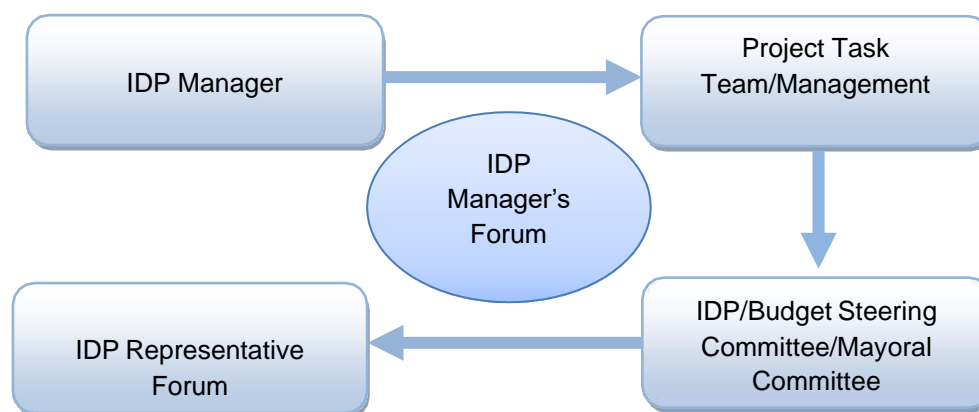 IDP Manager
Project Task
Team/Management
IDP
Manager’s
Forum
IDP Representative
Forum
IDP/Budget Steering
Committee/Mayoral
Committee